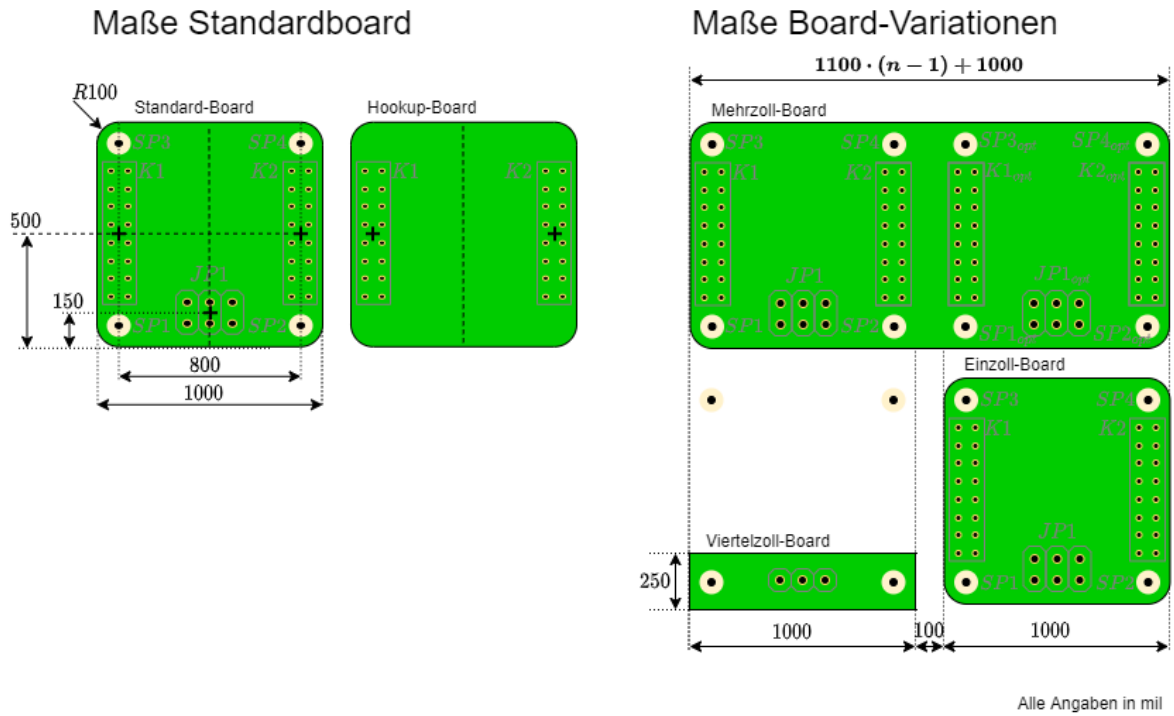 Maße Standardboard
Maße Board-Variationen
1100 · (n − 1) + 1000
R100
Standard-Board
Hookup-Board
Mehrzoll-Board
SP3
SP4
K1
K2
500
150
JP1
SP1
SP2
800
1000
K1
K2
SP3
SP4
SP3opt
SP4opt
K1
K2
K1opt
K2opt
JP1
JP1opt
SP1
SP2
SP1opt
SP2opt
Einzoll-Board
SP3
SP4
K1
K2
JP1
SP1
SP2
Viertelzoll-Board
250
1000
100
1000
Alle Angaben in mil